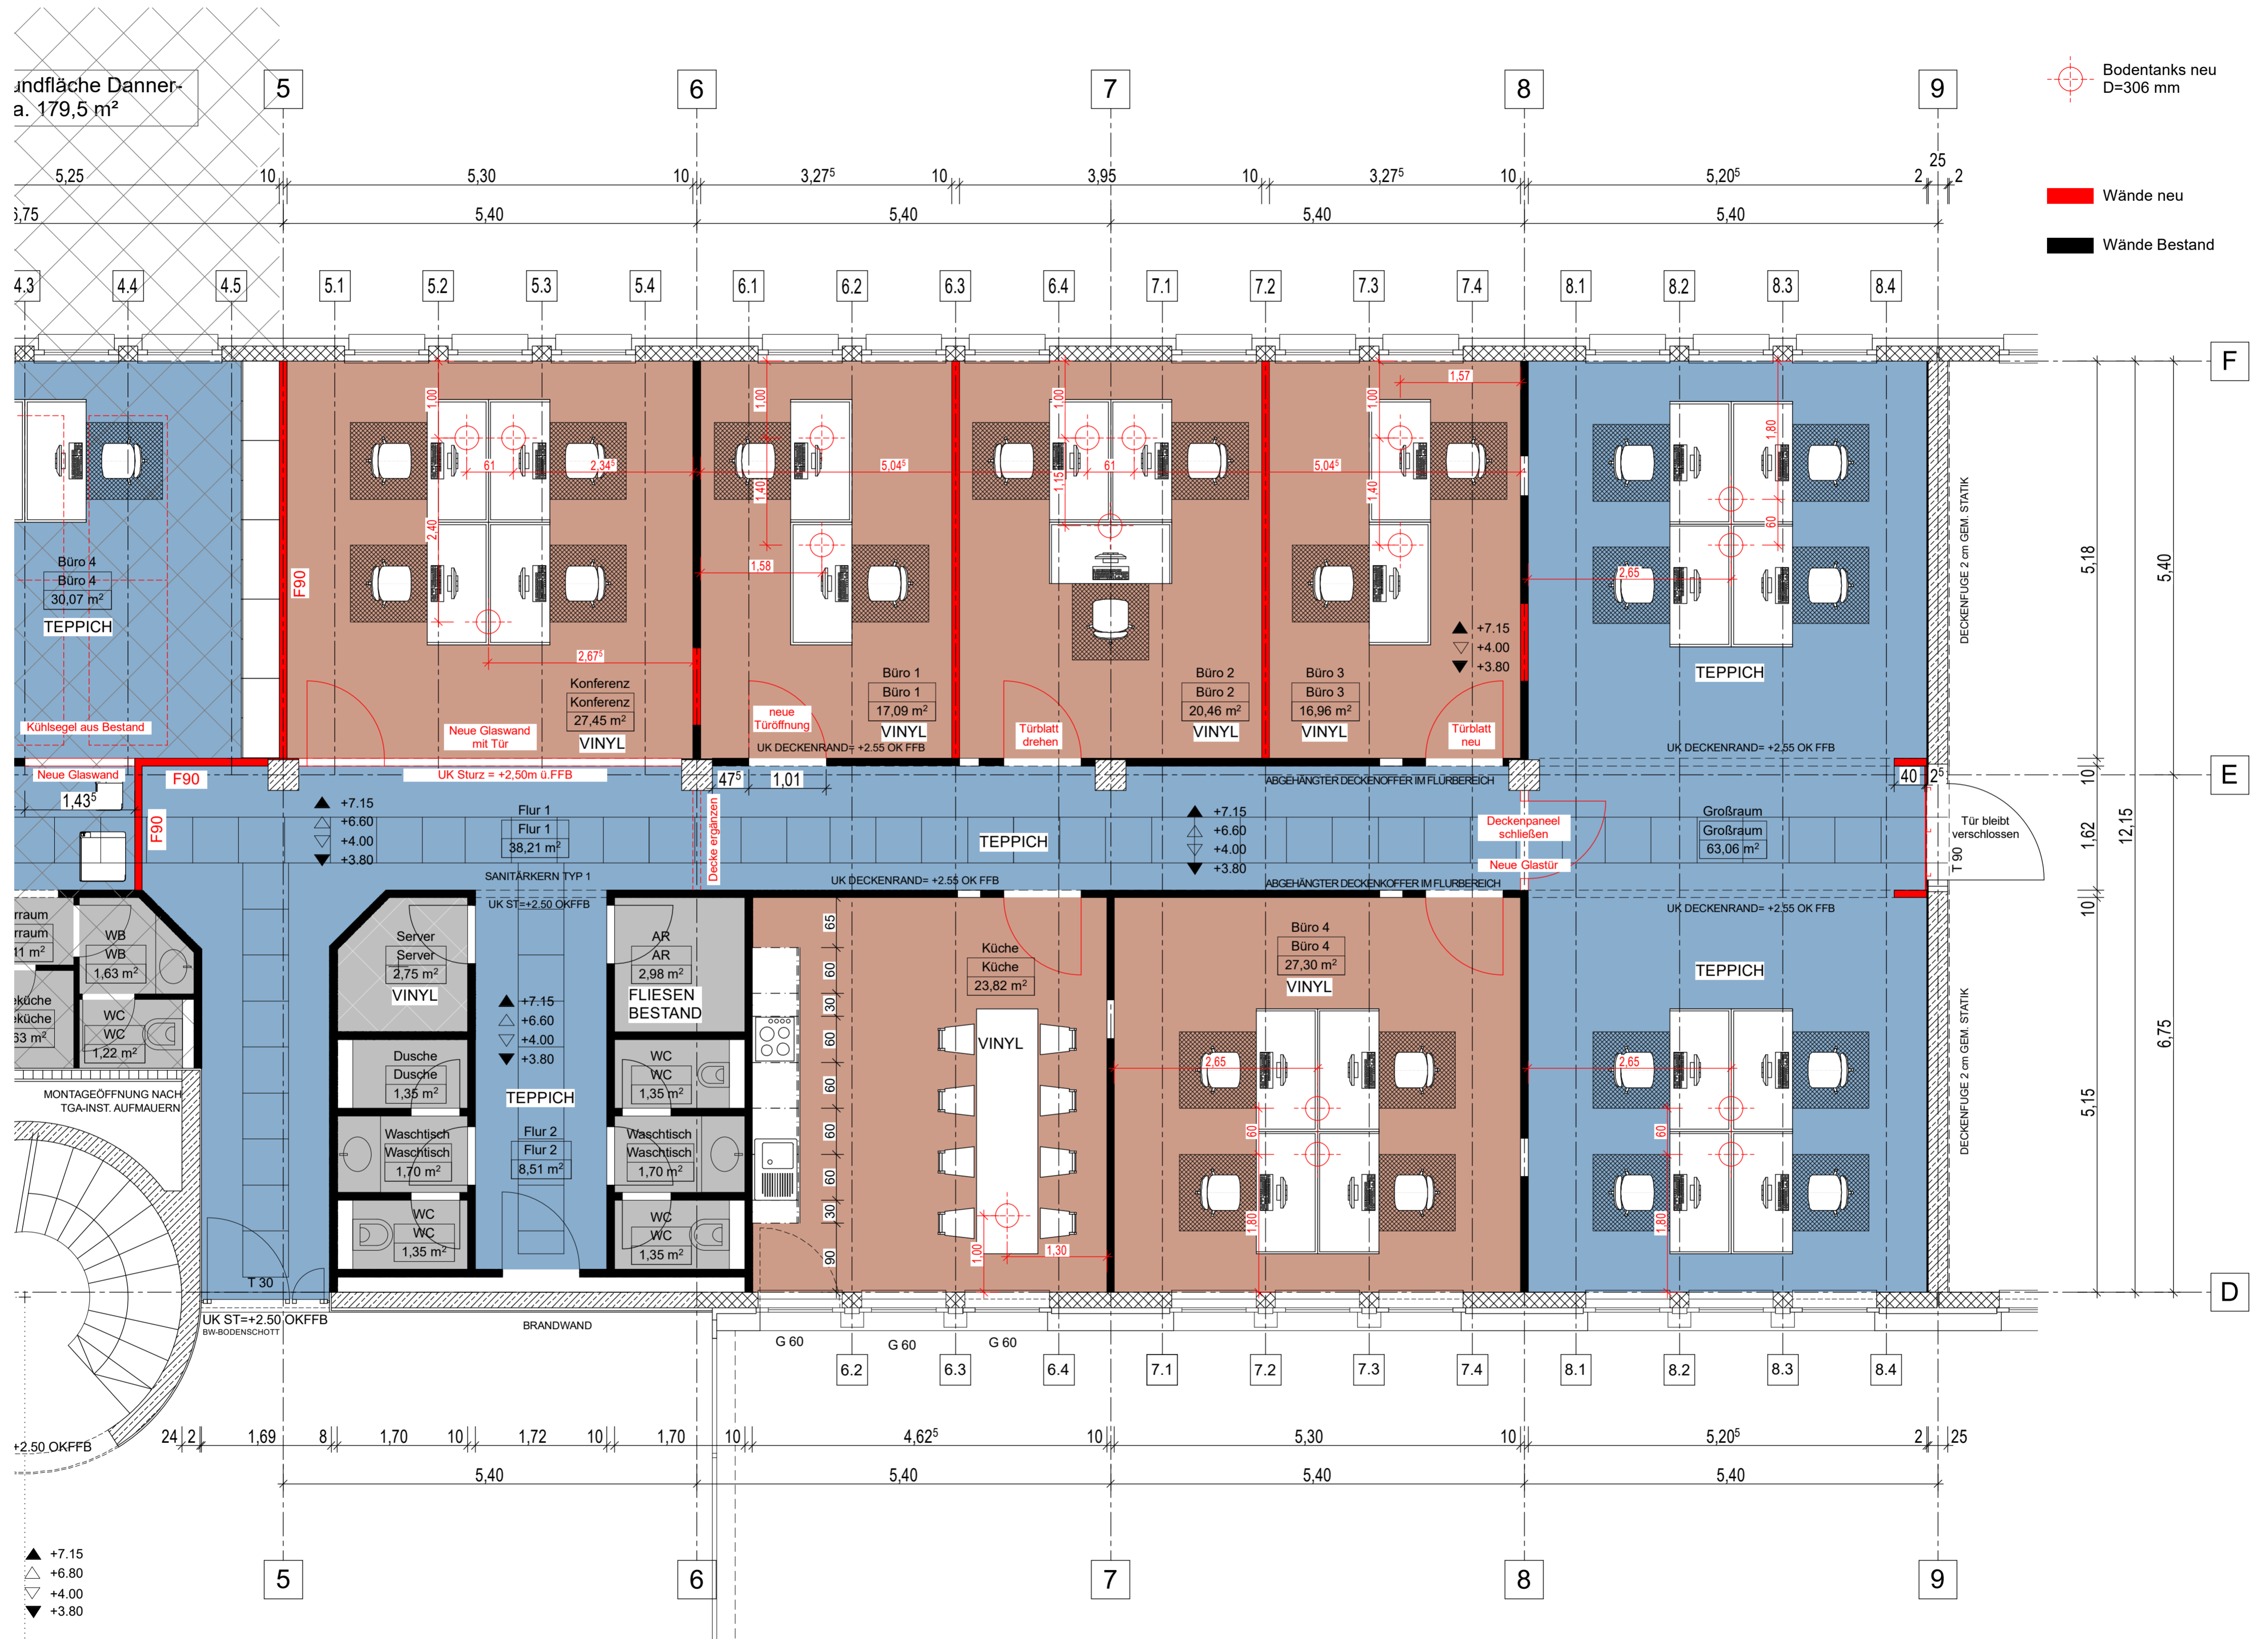 undfläche Danner-
a. 179,5 m²
5
6
7
8
9
Bodentanks neu
D=306 mm
Wände neu
Wände Bestand
5,25
10
5,30
10
3,27⁵
10
3,95
10
3,27⁵
10
5,20⁵
2
25
2
6,75
5,40
5,40
5,40
5,40
4.3
4.4
4.5
5.1
5.2
5.3
5.4
6.1
6.2
6.3
6.4
7.1
7.2
7.3
7.4
8.1
8.2
8.3
8.4
F
1,00
1,00
1,00
1,00
1,57
1,80
61
2,34⁵
5,04⁵
61
5,04⁵
2,40
1,40
1,15
1,40
60
1,58
2,65
2,67⁵
F90
Büro 4
Büro 4
30,07 m²
TEPPICH
Kühlsegel aus Bestand
Konferenz
Konferenz
27,45 m²
VINYL
Neue Glaswand
mit Tür
Büro 1
Büro 1
17,09 m²
VINYL
neue
Türöffnung
UK DECKENRAND= +2.55 OK FFB
Büro 2
Büro 2
20,46 m²
VINYL
Türblatt
drehen
Büro 3
Büro 3
16,96 m²
VINYL
Türblatt
neu
+7.15
+4.00
+3.80
TEPPICH
UK DECKENRAND= +2.55 OK FFB
DECKENFUGE 2 cm GEM. STATIK
5,18
5,40
Neue Glaswand
F90
UK Sturz = +2,50m ü.FFB
47⁵
1,01
ABGEHÄNGTER DECKENOFFER IM FLURBEREICH
40
2⁵
10
E
1,43⁵
F90
+7.15
+6.60
+4.00
+3.80
Flur 1
Flur 1
38,21 m²
SANITÄRKERN TYP 1
UK ST=+2.50 OKFFB
Decke ergänzen
TEPPICH
UK DECKENRAND= +2.55 OK FFB
+7.15
+6.60
+4.00
+3.80
ABGEHÄNGTER DECKENKOFFER IM FLURBEREICH
Deckenpaneel
schließen
Neue Glastür
Großraum
Großraum
63,06 m²
UK DECKENRAND= +2.55 OK FFB
Tür bleibt
verschlossen
T 90
1,62
12,15
10
rraum
rraum
11 m²
WB
WB
1,63 m²
eküche
eküche
63 m²
WC
WC
1,22 m²
MONTAGEÖFFNUNG NACH
TGA-INST. AUFMAUERN
Server
Server
2,75 m²
VINYL
AR
AR
2,98 m²
FLIESEN
BESTAND
+7.15
+6.60
+4.00
+3.80
Dusche
Dusche
1,35 m²
WC
WC
1,35 m²
TEPPICH
Waschtisch
Waschtisch
1,70 m²
Flur 2
Flur 2
8,51 m²
Waschtisch
Waschtisch
1,70 m²
WC
WC
1,35 m²
WC
WC
1,35 m²
65
60
30
60
60
60
60
30
90
Küche
Küche
23,82 m²
VINYL
1,00
1,30
Büro 4
Büro 4
27,30 m²
VINYL
2,65
60
1,80
TEPPICH
2,65
60
1,80
DECKENFUGE 2 cm GEM. STATIK
5,15
6,75
D
T 30
UK ST=+2.50 OKFFB
BW-BODENSCHOTT
BRANDWAND
G 60
G 60
G 60
6.2
6.3
6.4
7.1
7.2
7.3
7.4
8.1
8.2
8.3
8.4
+2.50 OKFFB
24
2
1,69
8
1,70
10
1,72
10
1,70
10
4,62⁵
10
5,30
10
5,20⁵
2
25
5,40
5,40
5,40
5,40
+7.15
+6.80
+4.00
+3.80
5
6
7
8
9